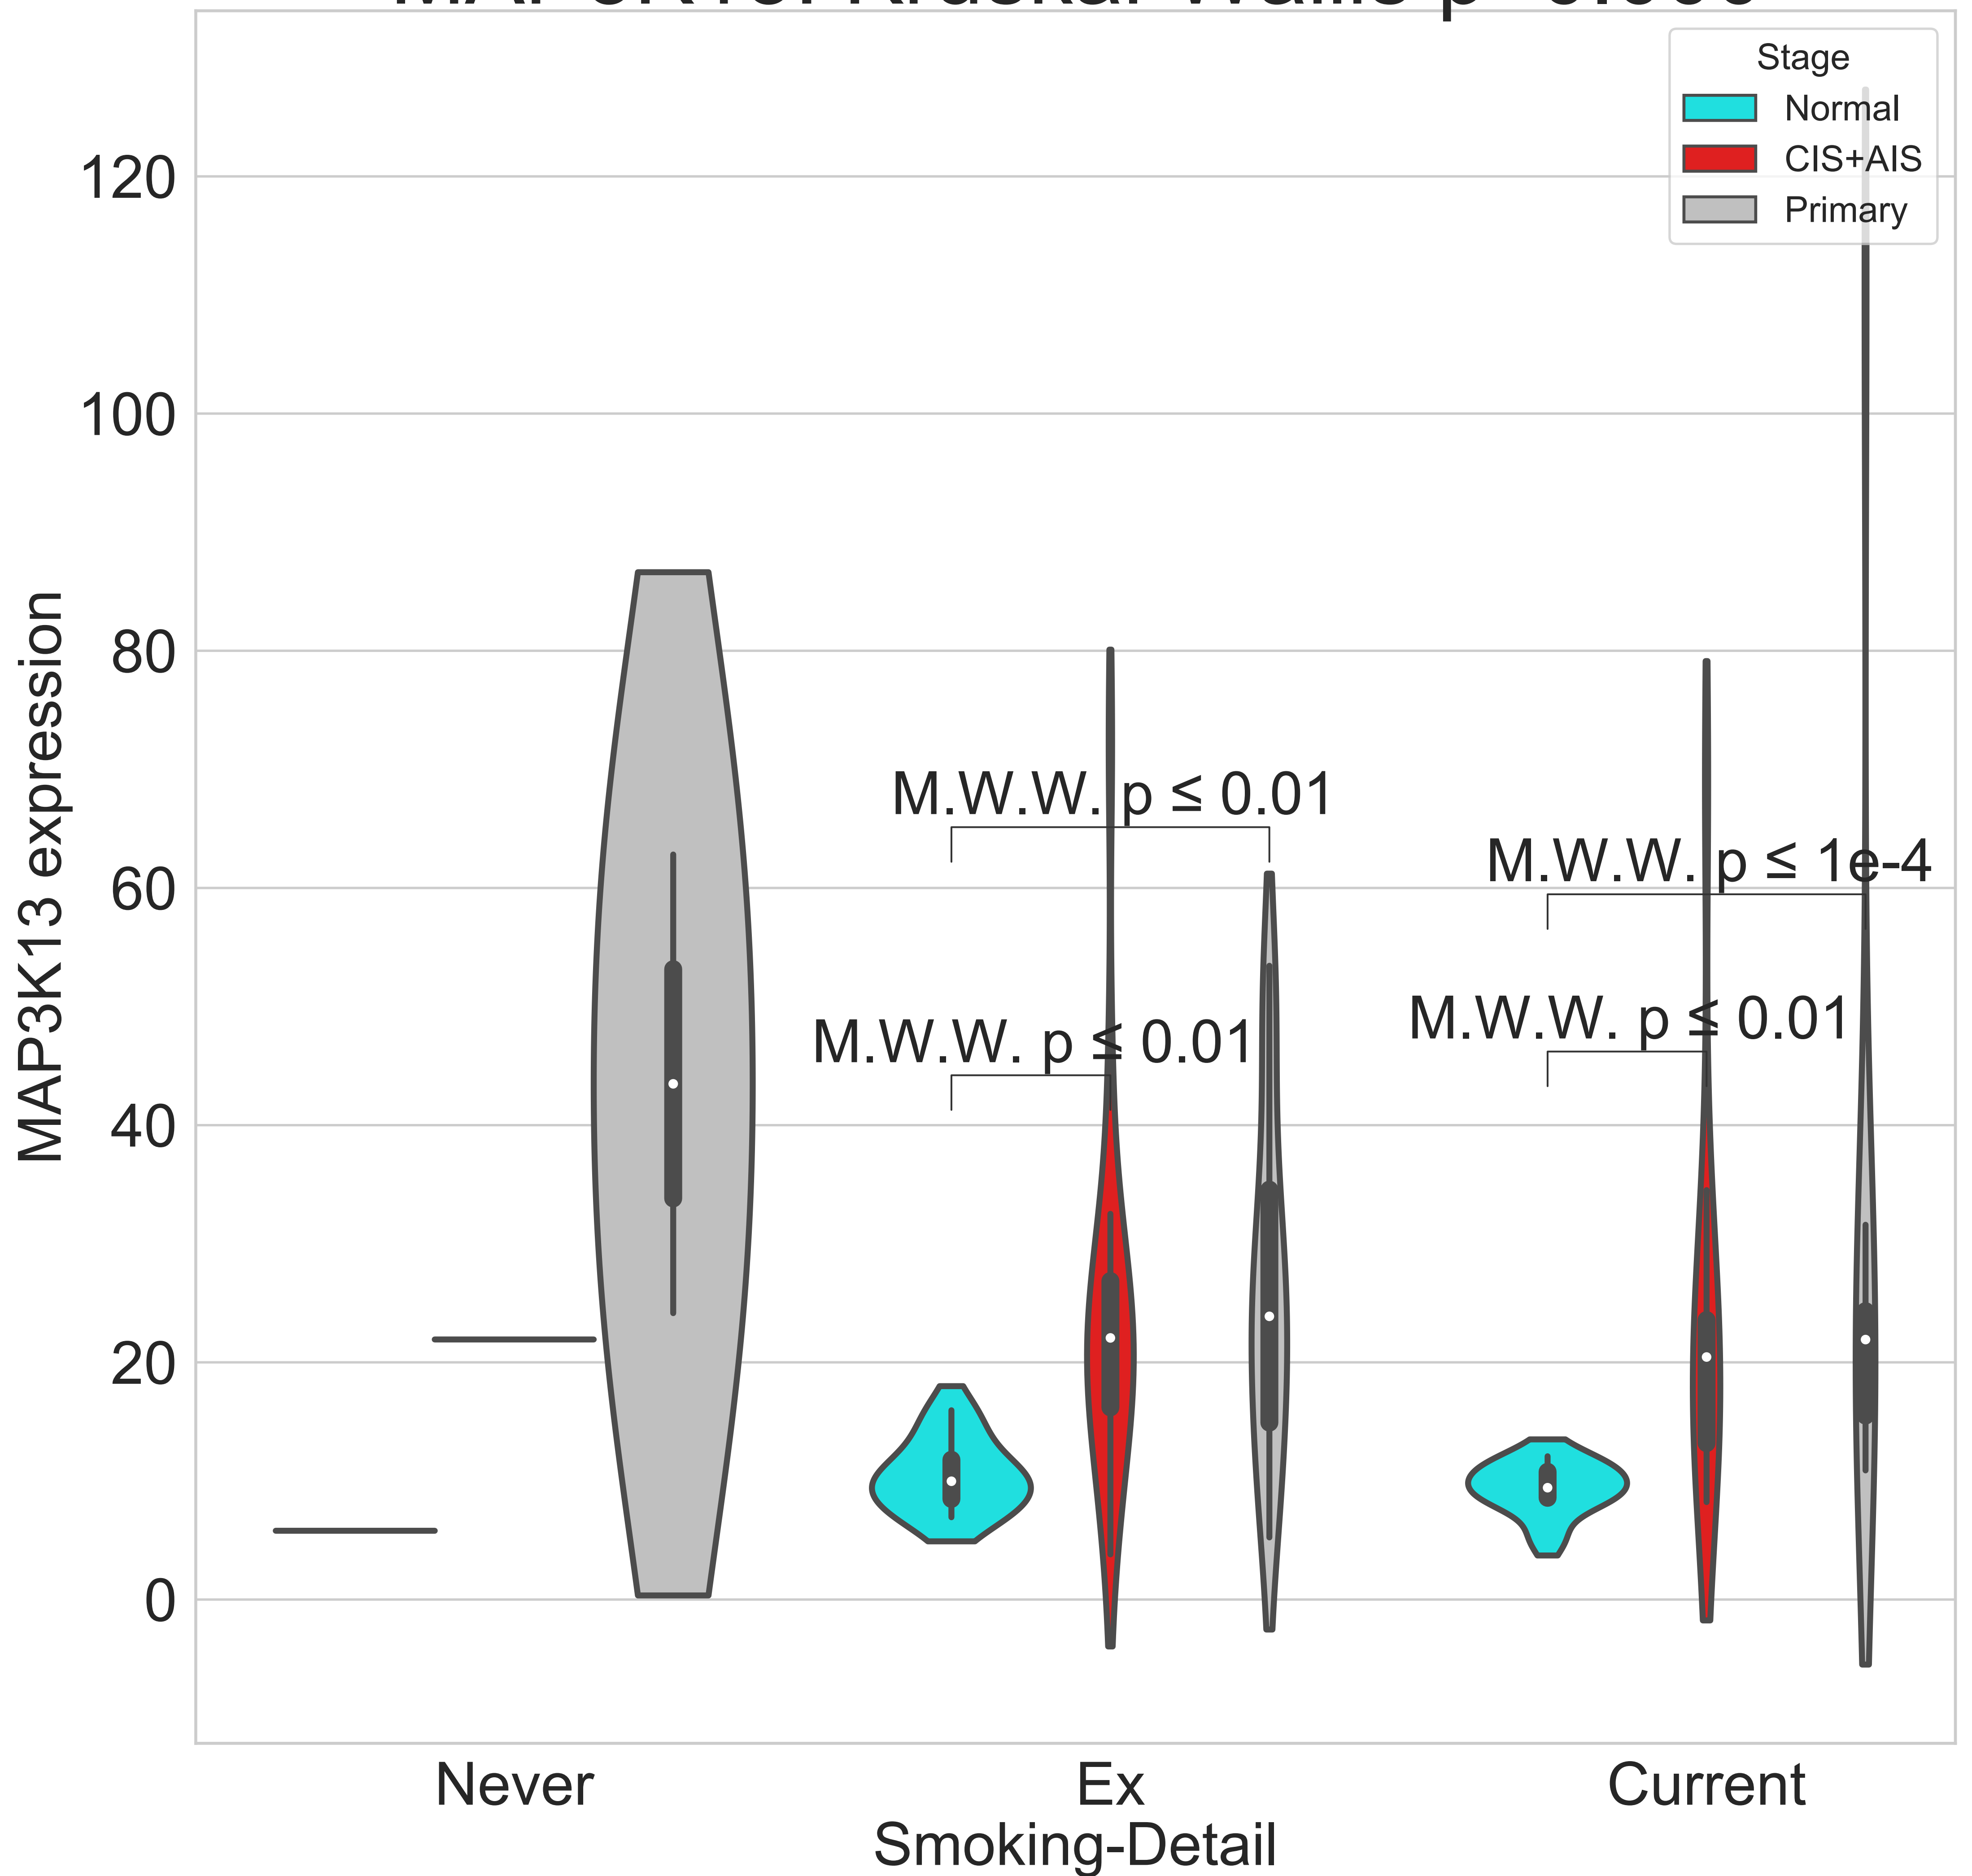 Stage
Normal
CIS+AIS
Primary
120
100
80
60
40
20
0
MAP3K13 expression
M.W.W. p ≤ 0.01
M.W.W. p ≤ 1e-4
M.W.W. p ≤ 0.01
M.W.W. p ≤ 0.01
Never
Ex
Current
Smoking-Detail